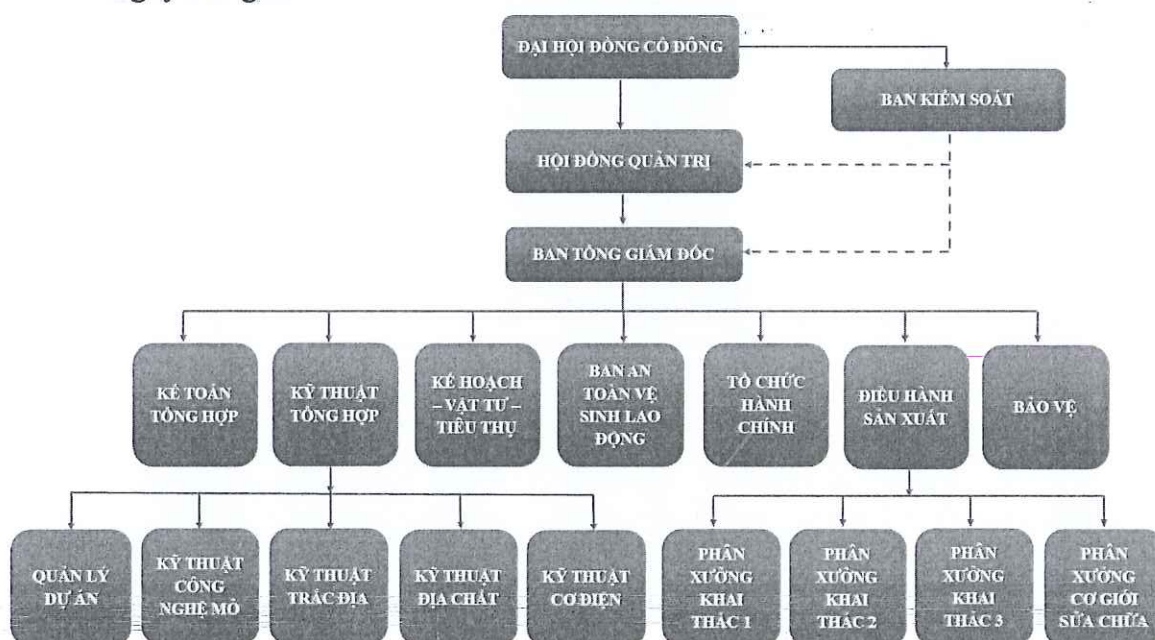 ĐẠI HỘI ĐỒNG CỔ ĐÔNG
BAN KIỂM SOÁT
HỘI ĐỒNG QUẢN TRỊ
BAN TỔNG GIÁM ĐỐC
KẾ TOÁN
TỔNG HỢP
KỸ THUẬT
TỔNG HỢP
KẾ HOẠCH
– VẬT TƯ –
TIÊU THỤ
BAN AN
TOÀN VỆ
SINH LAO
ĐỘNG
TỔ CHỨC
HÀNH
CHÍNH
ĐIỀU HÀNH
SẢN XUẤT
BẢO VỆ
QUẢN LÝ
DỰ ÁN
KỸ THUẬT
CÔNG
NGHỆ MỎ
KỸ THUẬT
TRẮC ĐỊA
KỸ THUẬT
ĐỊA CHẤT
KỸ THUẬT
CƠ ĐIỆN
PHÂN
XƯỞNG
KHAI
THÁC 1
PHÂN
XƯỞNG
KHAI
THÁC 2
PHÂN
XƯỞNG
KHAI
THÁC 3
PHÂN
XƯỞNG
CƠ GIỚI
SỬA CHỮA